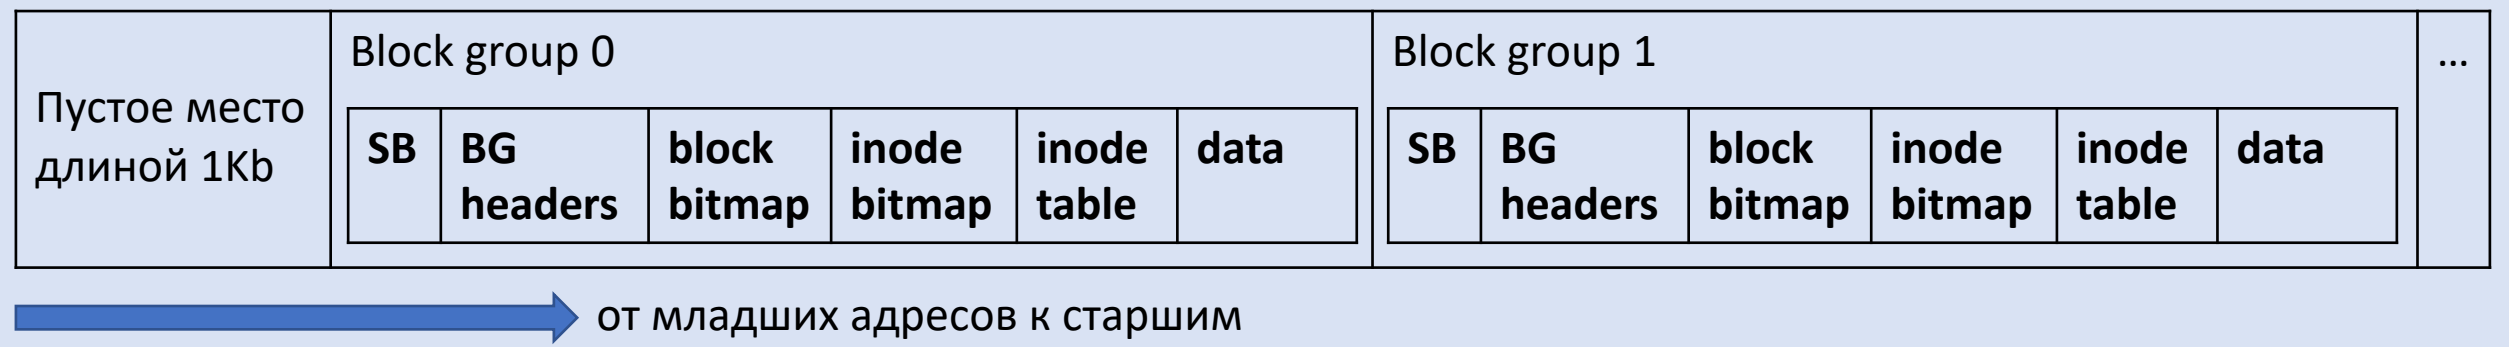 Пустое место
длиной 1Kb
Block group 0
SB
BG
headers
block
bitmap
inode
bitmap
inode
table
data
Block group 1
SB
BG
headers
block
bitmap
inode
bitmap
inode
table
data
...
от младших адресов к старшим